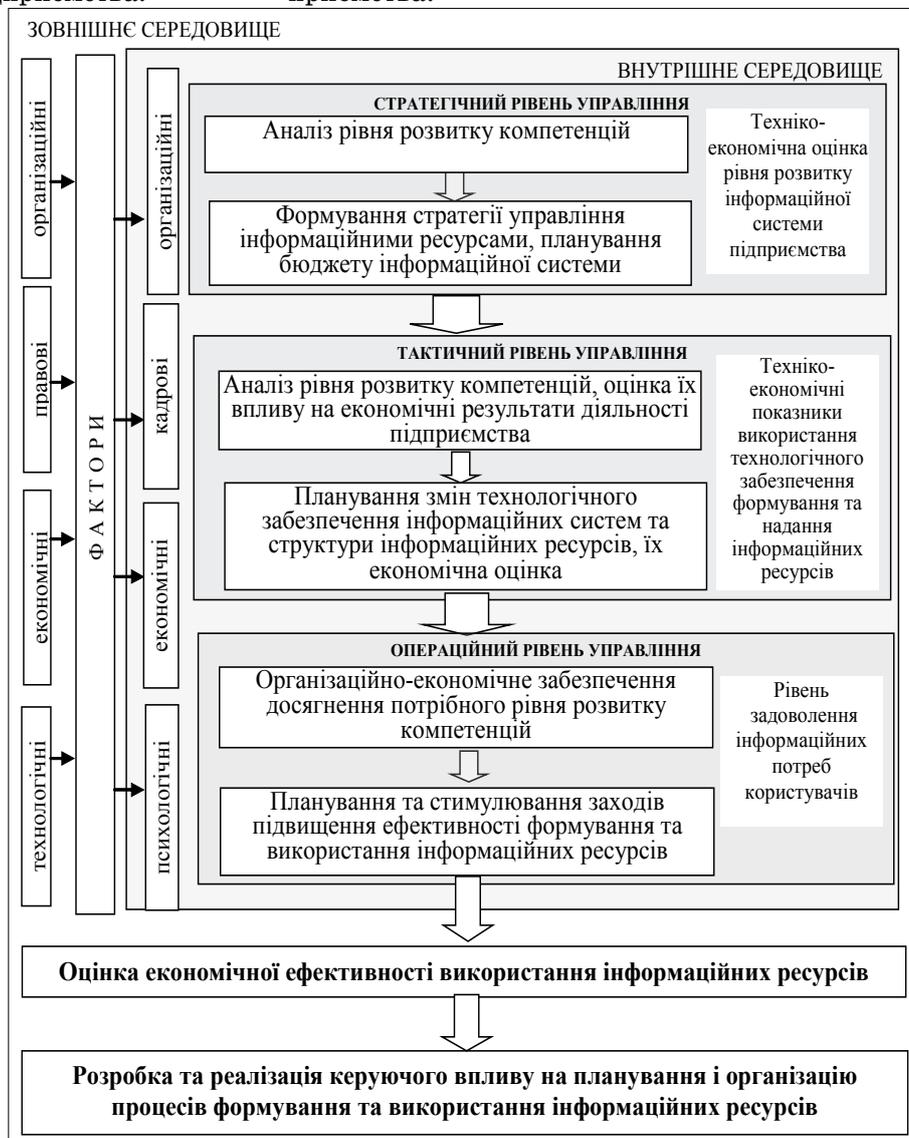 ЗОВНІШНЄ СЕРЕДОВИЩЕ
організаційні
правові
економічні
технологічні
ФАКТОРИ
ВНУТРІШНЕ СЕРЕДОВИЩЕ
організаційні
кадрові
економічні
психологічні
СТРАТЕГІЧНИЙ РІВЕНЬ УПРАВЛІННЯ
Аналіз рівня розвитку компетенцій
Формування стратегії управління
інформаційними ресурсами, планування
бюджету інформаційної системи
Техніко-
економічна оцінка
рівня розвитку
інформаційної
системи
підприємства
ТАКТИЧНИЙ РІВЕНЬ УПРАВЛІННЯ
Аналіз рівня розвитку компетенцій, оцінка їх
впливу на економічні результати діяльності
підприємства
Планування змін технологічного
забезпечення інформаційних систем та
структури інформаційних ресурсів, їх
економічна оцінка
Техніко-
економічні
показники
використання
технологічного
забезпечення
формування та
надання
інформаційних
ресурсів
ОПЕРАЦІЙНИЙ РІВЕНЬ УПРАВЛІННЯ
Організаційно-економічне забезпечення
досягнення потрібного рівня розвитку
компетенцій
Планування та стимулювання заходів
підвищення ефективності формування та
використання інформаційних ресурсів
Рівень
задоволення
інформаційних
потреб
користувачів
Оцінка економічної ефективності використання інформаційних ресурсів
Розробка та реалізація керуючого впливу на планування і організацію
процесів формування та використання інформаційних ресурсів